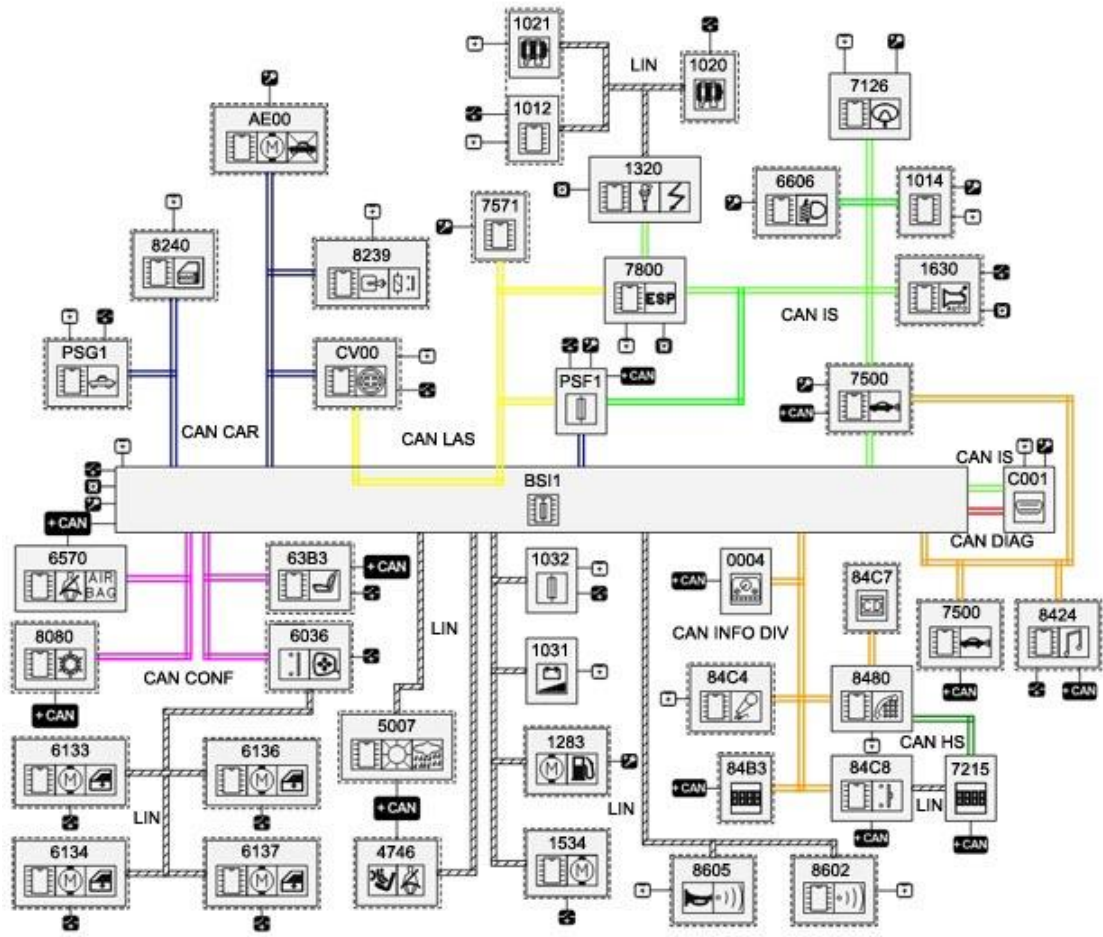 1021
LIN
1020
1012
AE00
M
7126
1320
6606
1014
7571
8240
8239
7800
ESP
1630
AUTO
CAN IS
PSG1
CV00
PSF1
+ CAN
7500
+ CAN
CAN CAR
CAN LAS
CAN IS
C001
BSI1
+ CAN
CAN DIAG
6570
AIR
BAG
63B3
+ CAN
1032
0004
+ CAN
84C7
CD
LIN
7500
8424
CAN INFO DIV
8080
6036
CAN CONF
1031
84C4
8480
+ CAN
+ CAN
+ CAN
5007
1283
M
CAN HS
6133
M
6136
M
84B3
+ CAN
84C8
7215
LIN
LIN
+ CAN
LIN
+ CAN
+ CAN
6134
M
6137
M
4746
1534
M
8605
8602